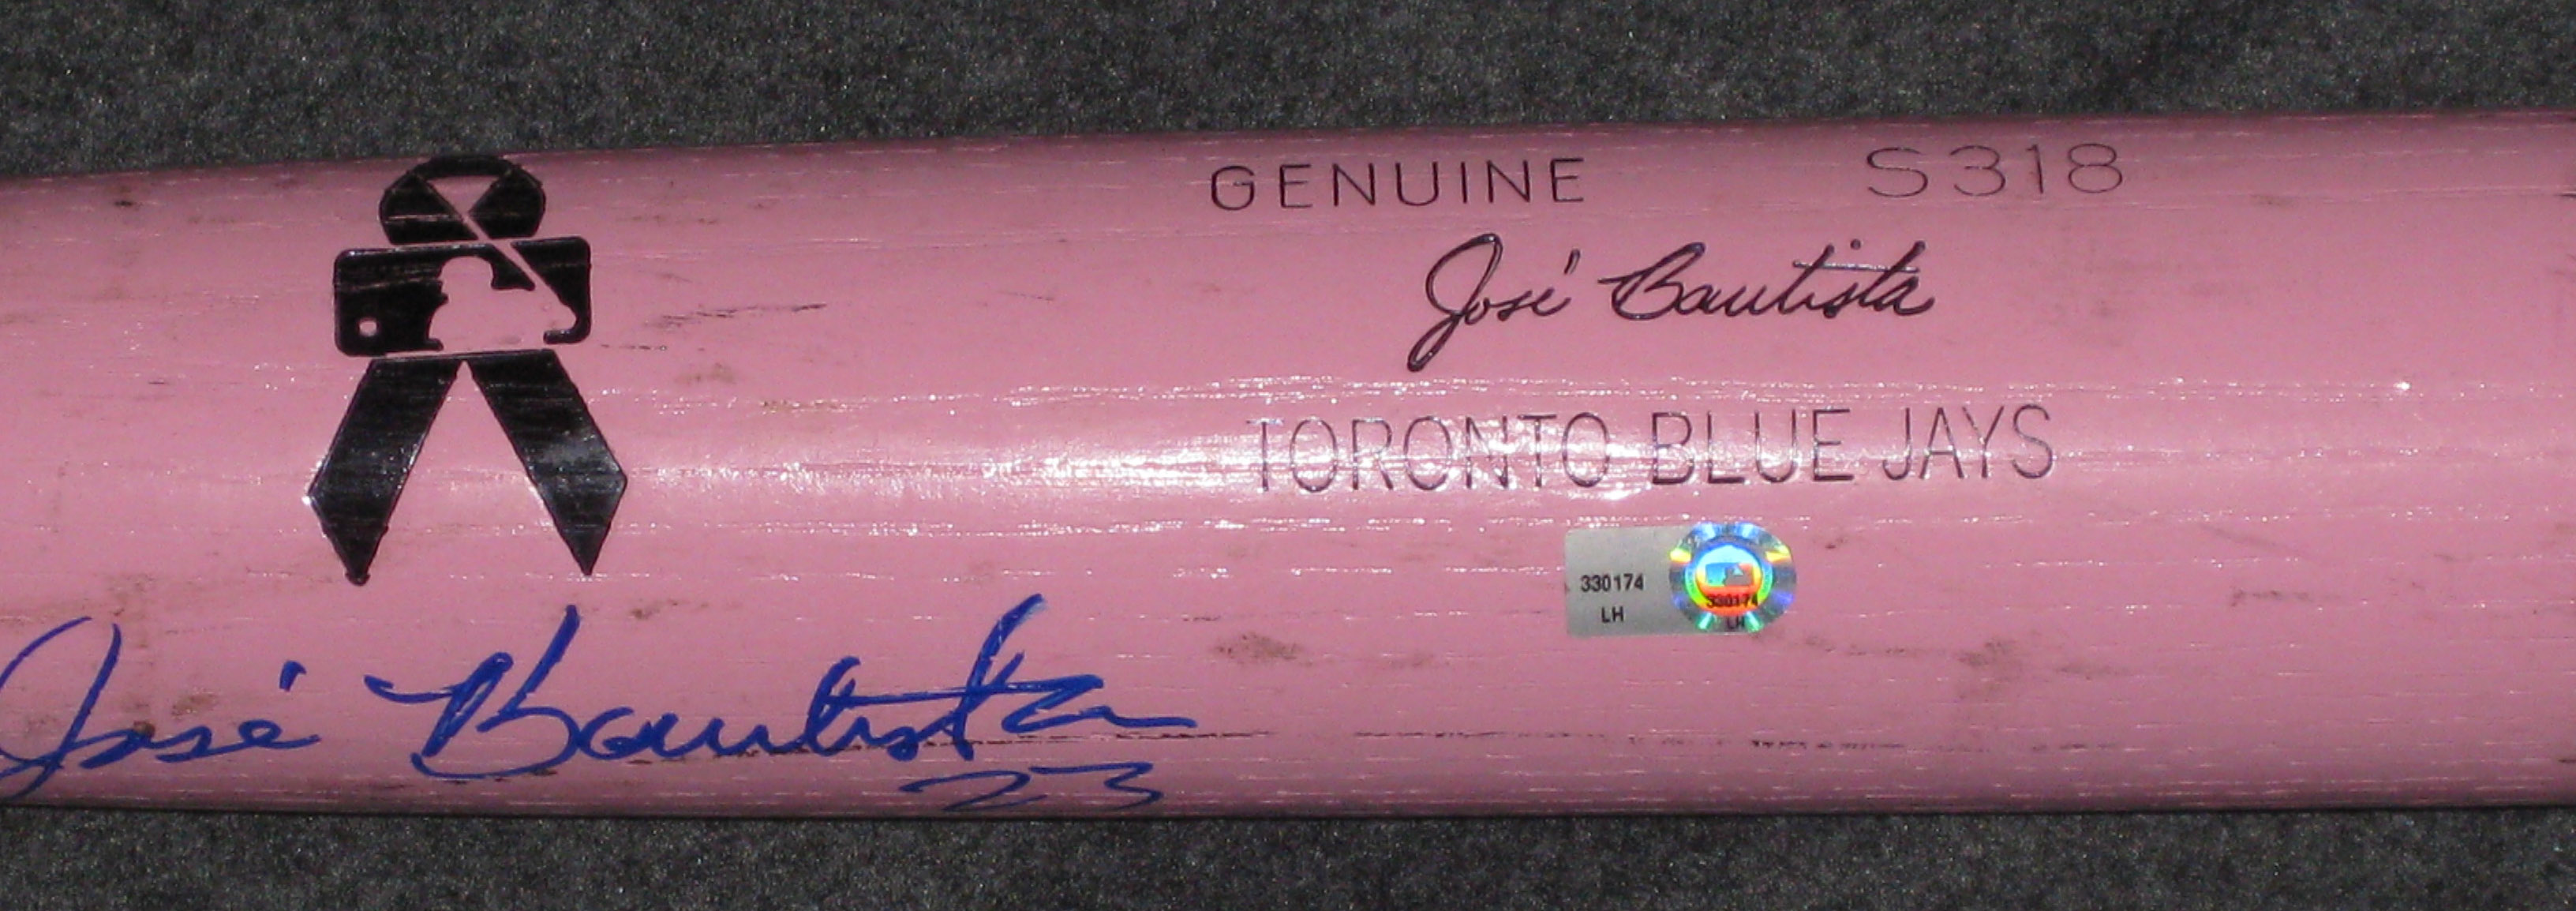 GENUINE S318
José Bautista
TORONTO BLUE JAYS
330174
LH
330174
LH
José Bautista
23